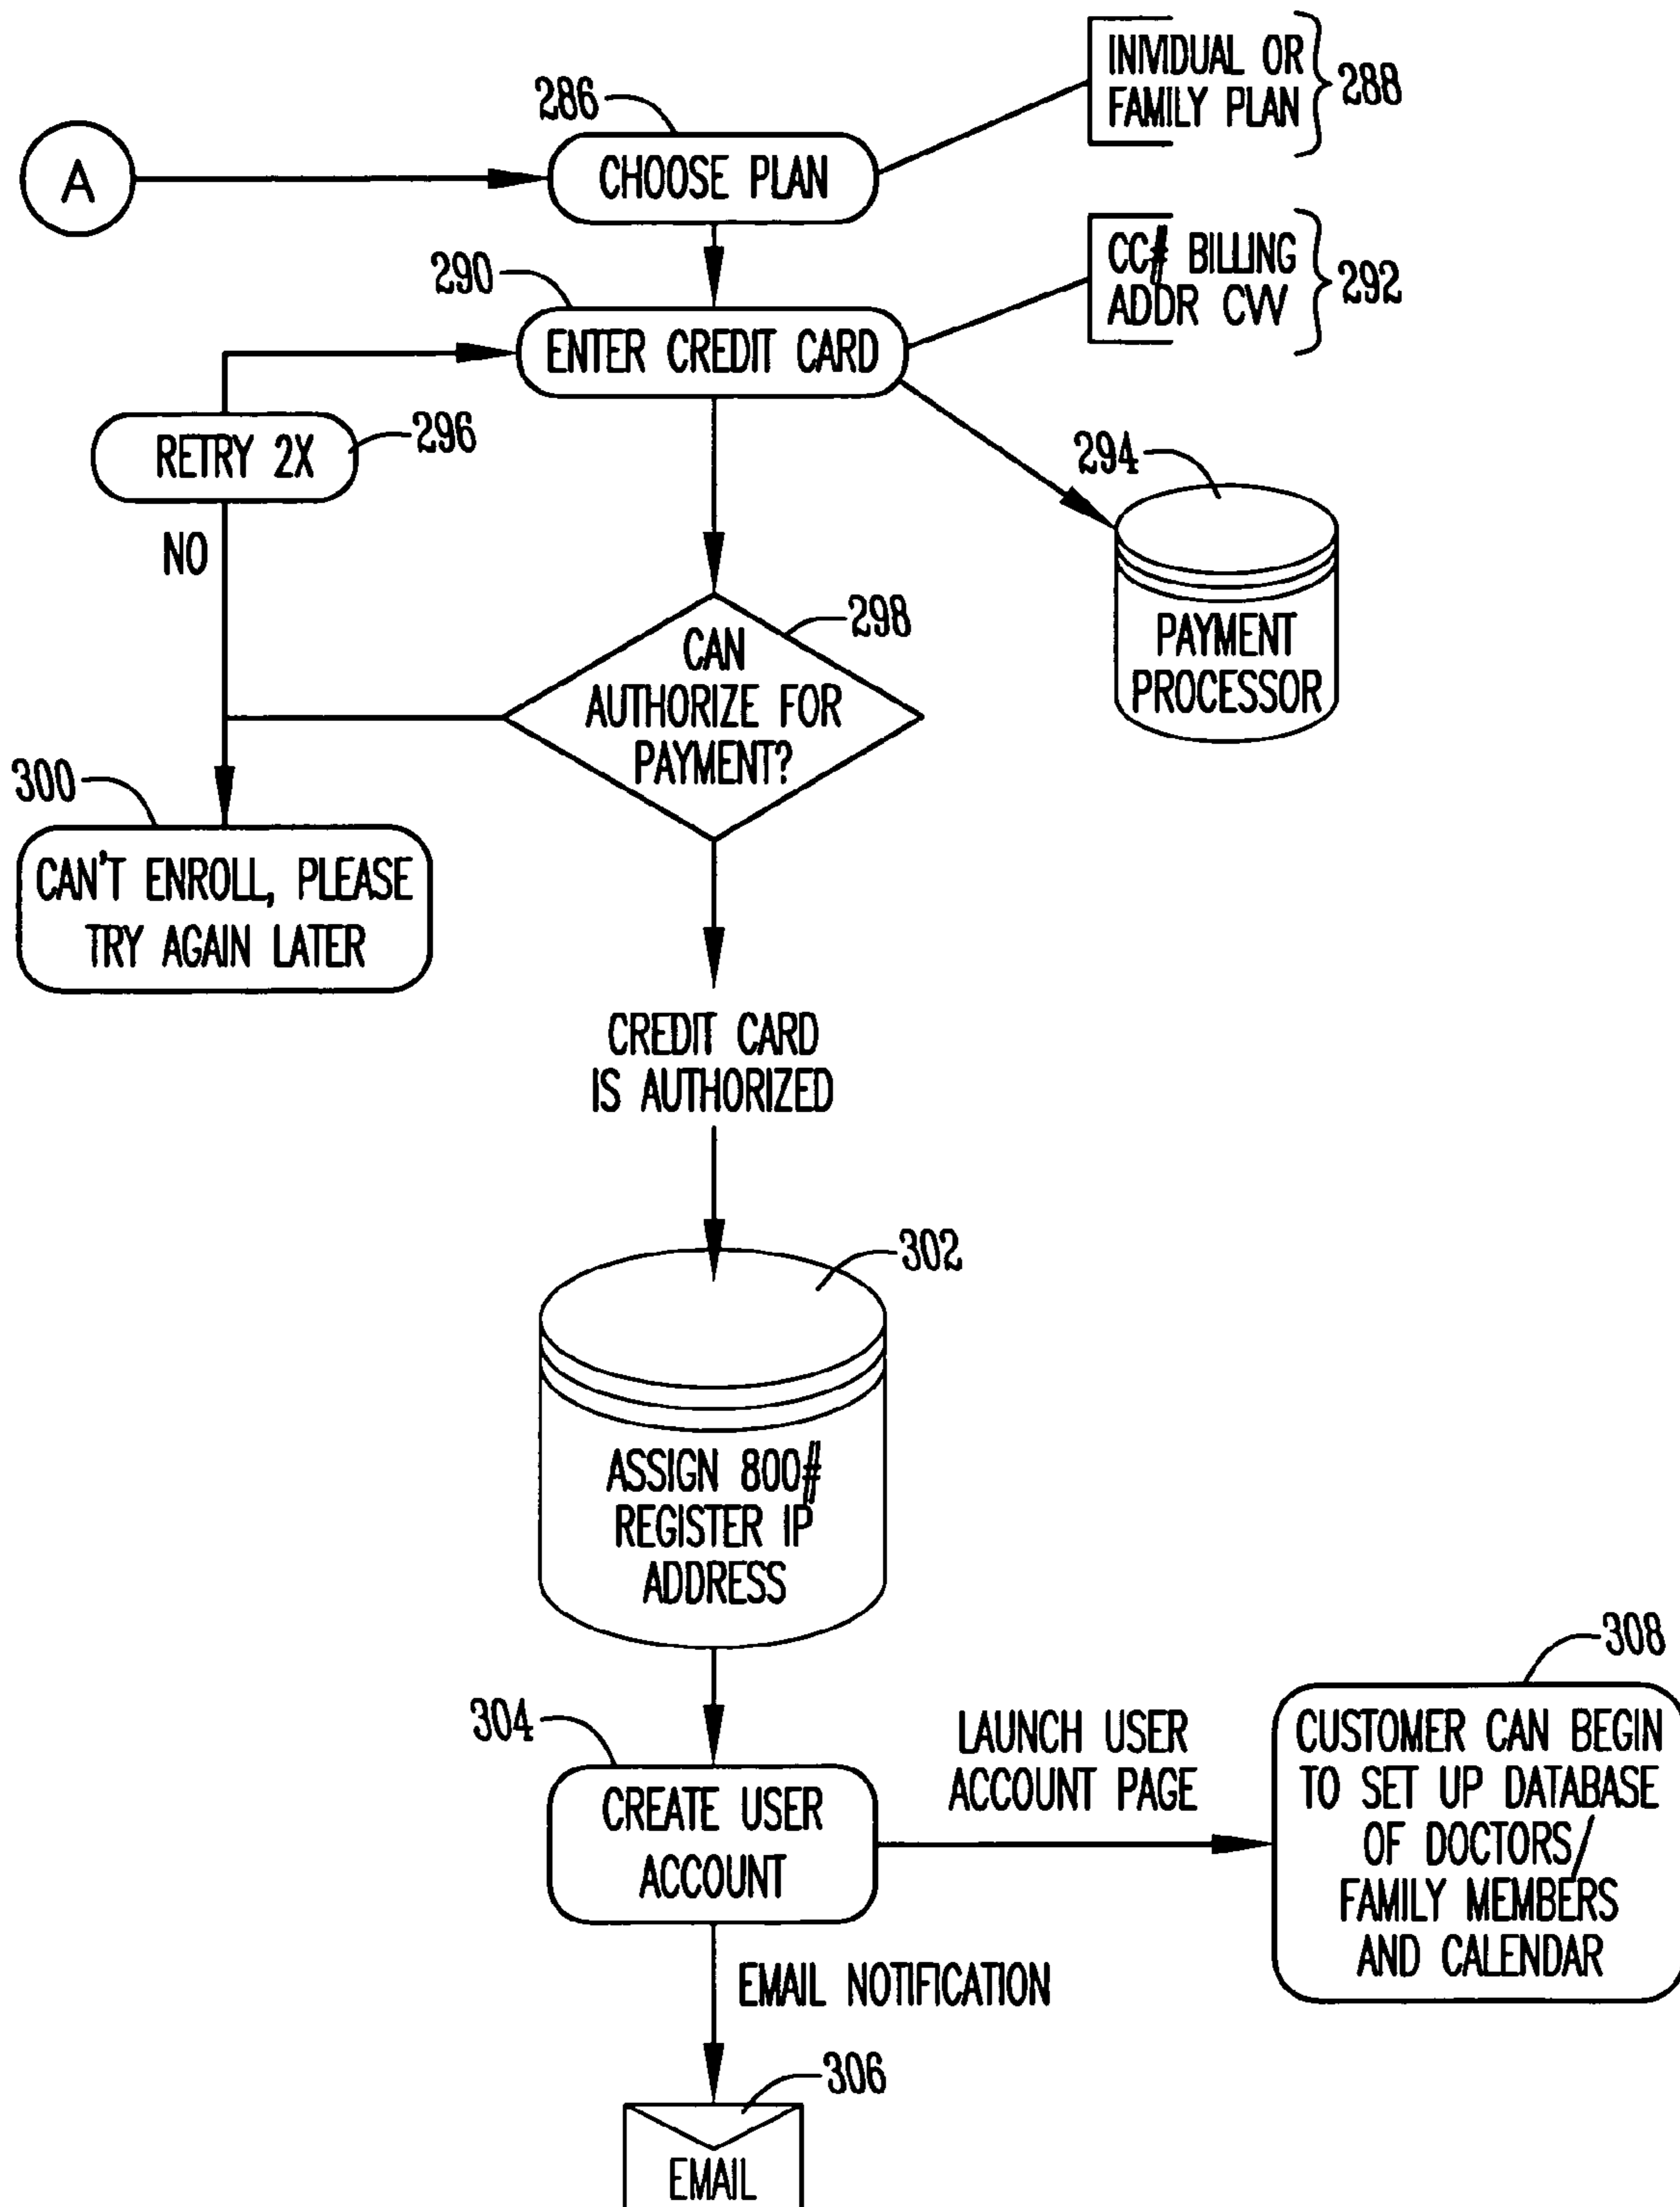 286
INIVIDUAL OR
FAMILY PLAN
288
A
CHOOSE PLAN
290
CC# BILLING
ADDR CVV
292
ENTER CREDIT CARD
RETRY 2X
296
294
NO
298
CAN
AUTHORIZE FOR
PAYMENT?
PAYMENT
PROCESSOR
300
CAN'T ENROLL, PLEASE
TRY AGAIN LATER
CREDIT CARD
IS AUTHORIZED
302
ASSIGN 800#
REGISTER IP
ADDRESS
304
CREATE USER
ACCOUNT
LAUNCH USER
ACCOUNT PAGE
308
CUSTOMER CAN BEGIN
TO SET UP DATABASE
OF DOCTORS/
FAMILY MEMBERS
AND CALENDAR
EMAIL NOTIFICATION
306
EMAIL